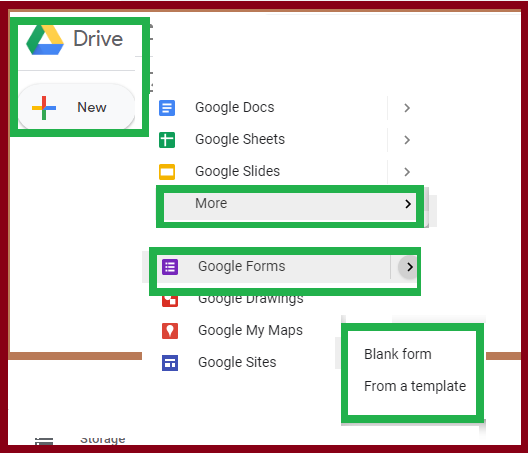 Drive
New
Google Docs
Google Sheets
Google Slides
More
Google Forms
Google Drawings
Google My Maps
Google Sites
Blank form
From a template
Storage